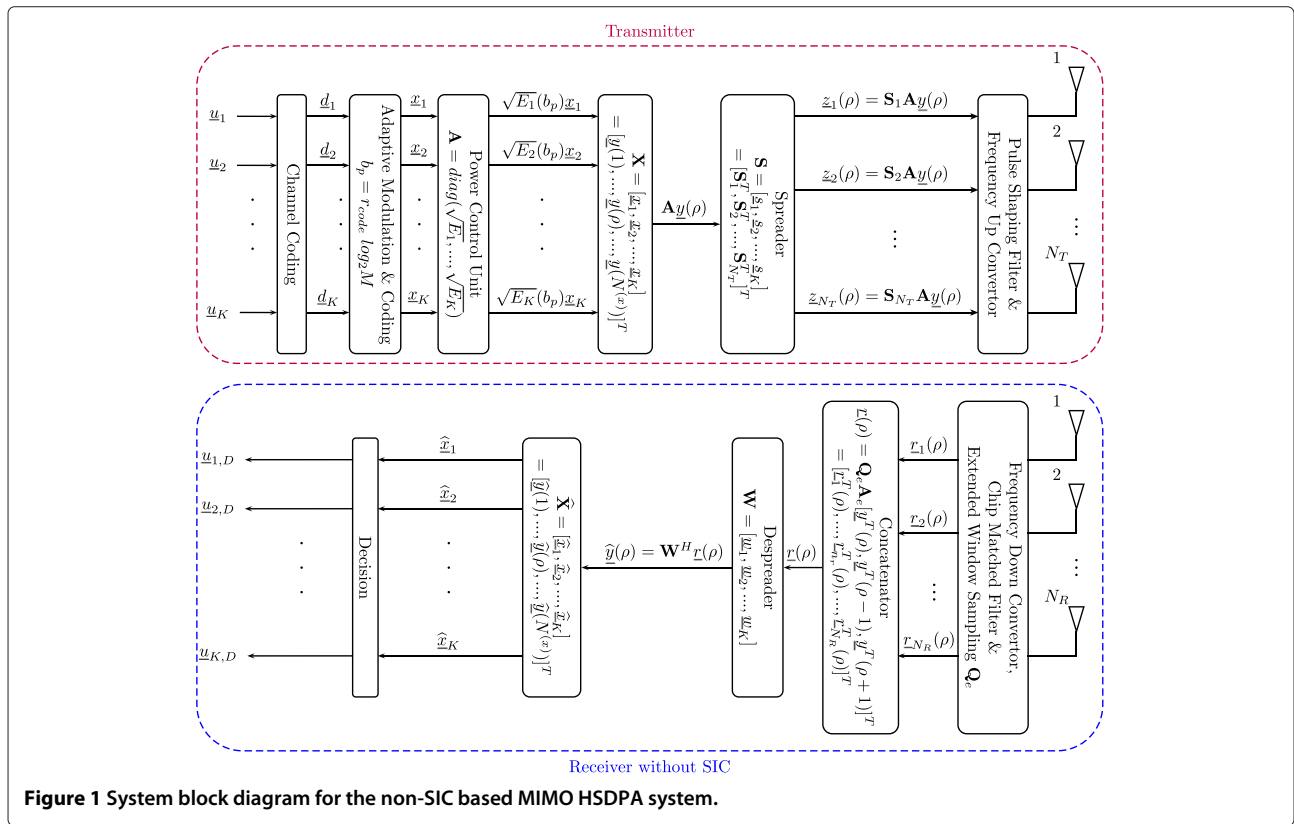 Transmitter
u_1
u_2
u_K
Channel Coding
d_1
d_2
d_K
Adaptive Modulation & Coding
b_p = r_code log_2 M
x_1
x_2
x_K
Power Control Unit
A = diag(√E_1, ..., √E_K)
√E_1(b_p)x_1
√E_2(b_p)x_2
√E_K(b_p)x_K
X = [x_1, x_2, ..., x_K]
= [y(1), ..., y(ρ), ..., y(N^(x))]^T
Ay(ρ)
Spreader
S = [s_1, s_2, ..., s_K]
= [S_1^T, S_2^T, ..., S_{N_T}^T]^T
z_1(ρ) = S_1Ay(ρ)
z_2(ρ) = S_2Ay(ρ)
z_{N_T}(ρ) = S_{N_T}Ay(ρ)
Pulse Shaping Filter &
Frequency Up Convertor
1
2
N_T
1
2
N_R
Frequency Down Convertor,
Chip Matched Filter &
Extended Window Sampling Q_e
r_1(ρ)
r_2(ρ)
r_{N_R}(ρ)
Concatenator
r(ρ) = Q_eA_e[y^T(ρ), y^T(ρ − 1), y^T(ρ + 1)]^T
= [r_1^T(ρ), ..., r_{n_r}^T(ρ), ..., r_{N_R}^T(ρ)]^T
r(ρ)
Despreader
W = [w_1, w_2, ..., w_K]
ŷ(ρ) = W^H r(ρ)
X̂ = [x̂_1, x̂_2, ..., x̂_K]
= [ŷ(1), ..., ŷ(ρ), ..., ŷ(N^(x))]^T
x̂_1
x̂_2
x̂_K
Decision
u_{1,D}
u_{2,D}
u_{K,D}
Receiver without SIC
Figure 1 System block diagram for the non-SIC based MIMO HSDPA system.